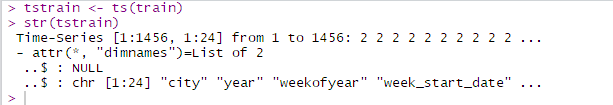 > tstrain <- ts(train)
> str(tstrain)
 Time-Series [1:1456, 1:24] from 1 to 1456: 2 2 2 2 2 2 2 2 2 2 ...
 - attr(*, "dimnames")=List of 2
  ..$ : NULL
  ..$ : chr [1:24] "city" "year" "weekofyear" "week_start_date" ...
>